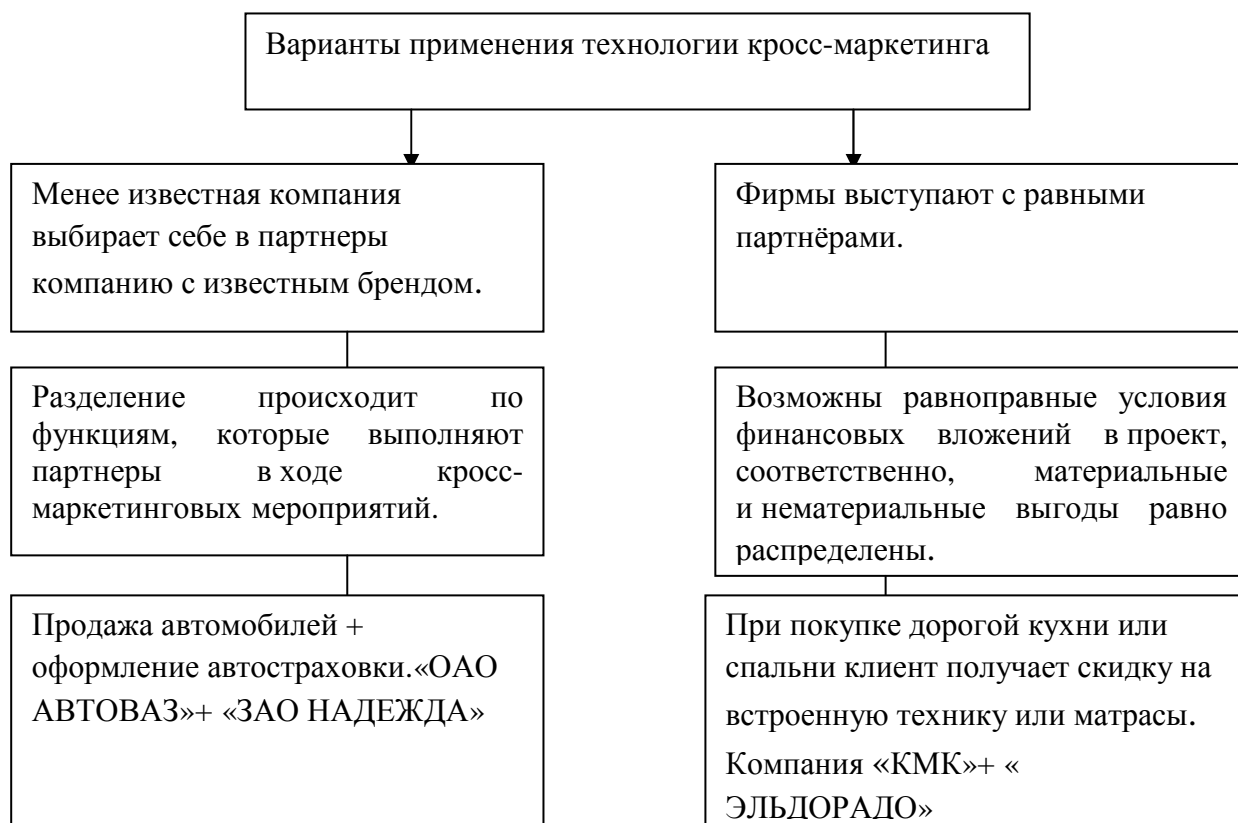 Варианты применения технологии кросс-маркетинга
Менее известная компания
выбирает себе в партнеры
компанию с известным брендом.
Фирмы выступают с равными
партнёрами.
Разделение происходит по
функциям, которые выполняют
партнеры в ходе кросс-
маркетинговых мероприятий.
Возможны равноправные условия
финансовых вложений в проект,
соответственно, материальные
и нематериальные выгоды равно
распределены.
Продажа автомобилей +
оформление автостраховки.«ОАО
АВТОВАЗ»+ «ЗАО НАДЕЖДА»
При покупке дорогой кухни или
спальни клиент получает скидку на
встроенную технику или матрасы.
Компания «КМК»+ «
ЭЛЬДОРАДО»